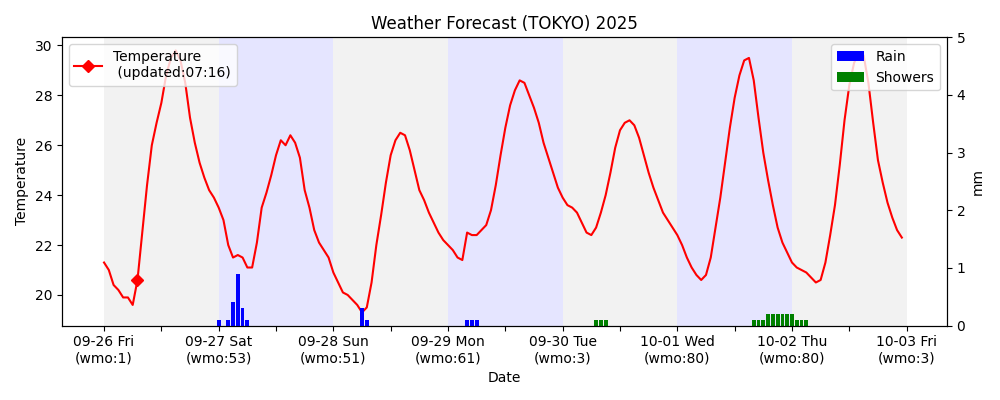 Weather Forecast (TOKYO) 2025
Temperature
(updated:07:16)
Rain
Showers
30
28
26
24
22
20
Temperature
5
4
3
2
1
0
mm
09-26 Fri
(wmo:1)
09-27 Sat
(wmo:53)
09-28 Sun
(wmo:51)
09-29 Mon
(wmo:61)
09-30 Tue
(wmo:3)
10-01 Wed
(wmo:80)
10-02 Thu
(wmo:80)
10-03 Fri
(wmo:3)
Date